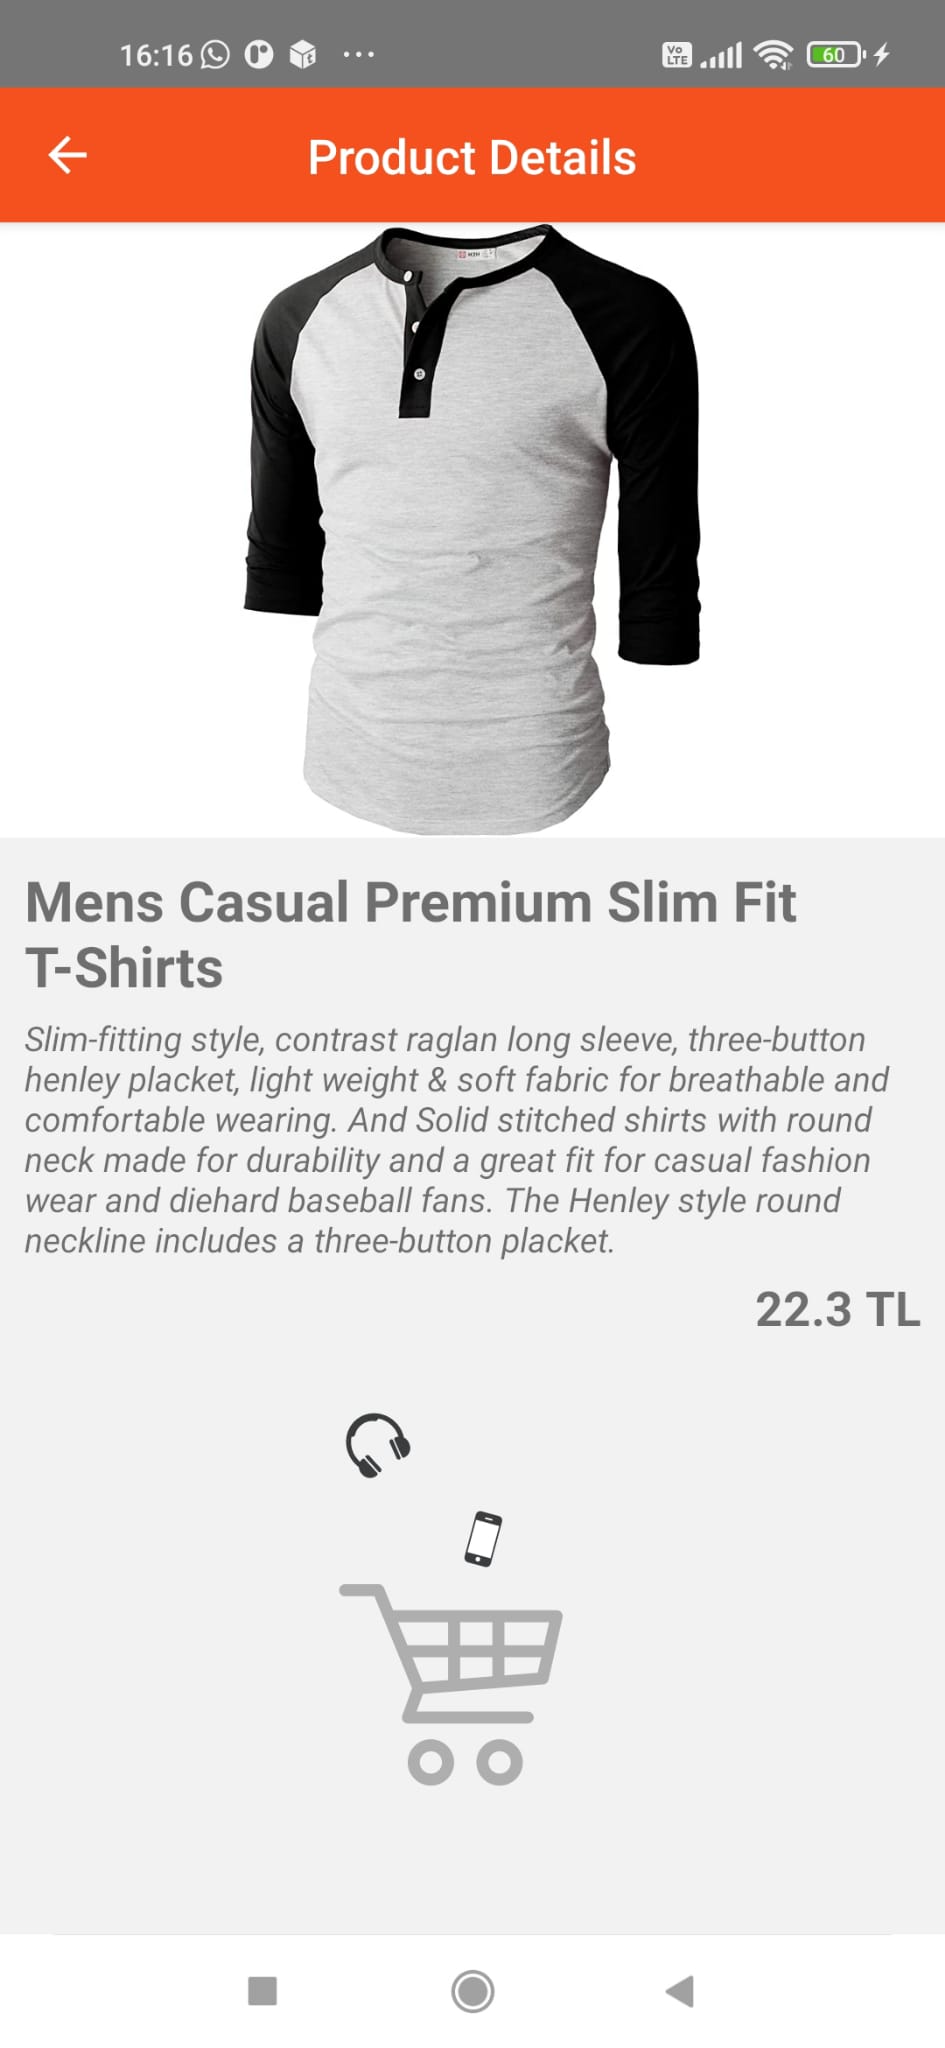 16:16
Vo
LTE
60
Product Details
Mens Casual Premium Slim Fit
T-Shirts
Slim-fitting style, contrast raglan long sleeve, three-button
henley placket, light weight & soft fabric for breathable and
comfortable wearing. And Solid stitched shirts with round
neck made for durability and a great fit for casual fashion
wear and diehard baseball fans. The Henley style round
neckline includes a three-button placket.
22.3 TL